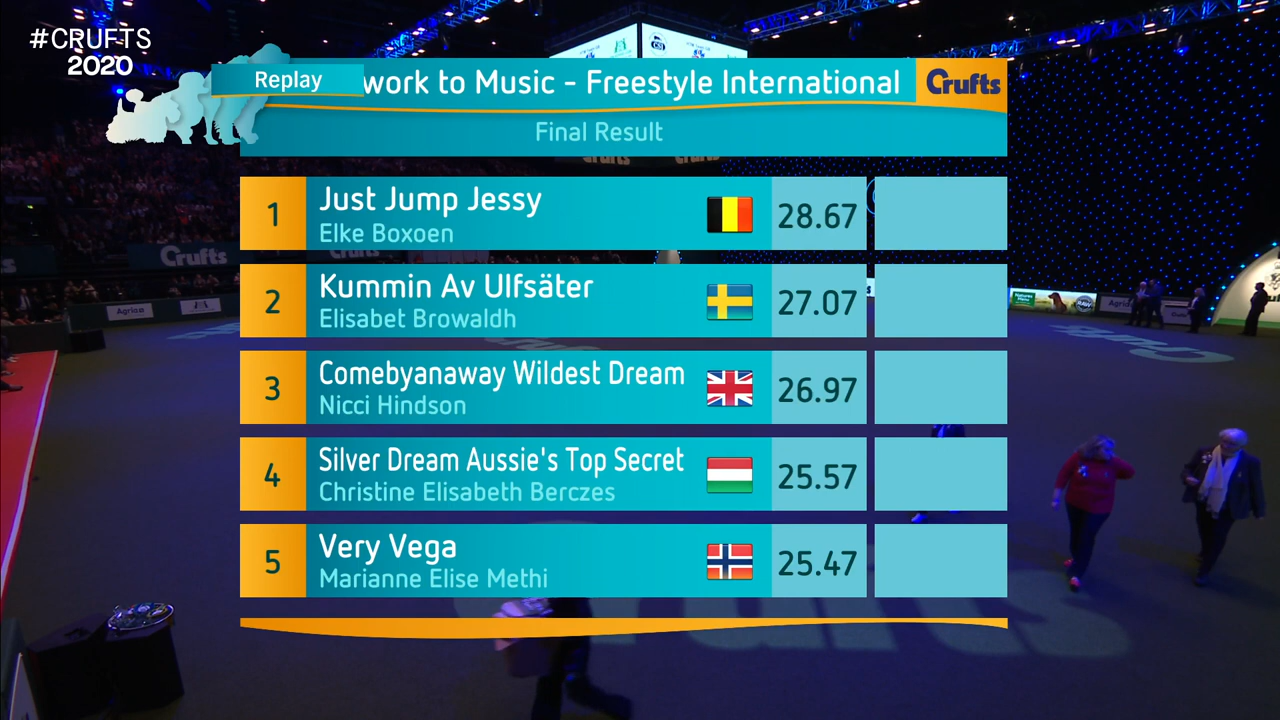 #CRUFTS
2020
Replay
work to Music - Freestyle International
Crufts
Final Result
1
Just Jump Jessy
Elke Boxoen
28.67
2
Kummin Av Ulfsäter
Elisabet Browaldh
27.07
3
Comebyanaway Wildest Dream
Nicci Hindson
26.97
4
Silver Dream Aussie's Top Secret
Christine Elisabeth Berczes
25.57
5
Very Vega
Marianne Elise Methi
25.47
Crufts
Agria